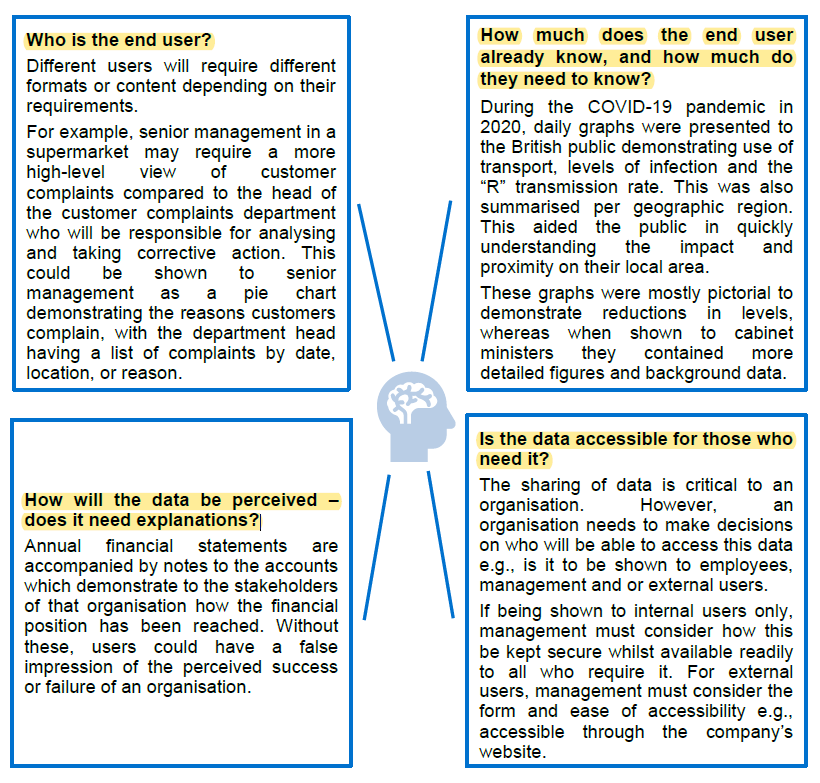 Who is the end user?
Different users will require different
formats or content depending on their
requirements.
For example, senior management in a
supermarket may require a more
high-level view of customer
complaints compared to the head of
the customer complaints department
who will be responsible for analysing
and taking corrective action. This
could be shown to senior
management as a pie chart
demonstrating the reasons customers
complain, with the department head
having a list of complaints by date,
location, or reason.
How much does the end user
already know, and how much do
they need to know?
During the COVID-19 pandemic in
2020, daily graphs were presented to
the British public demonstrating use of
transport, levels of infection and the
“R” transmission rate. This was also
summarised per geographic region.
This aided the public in quickly
understanding the impact and
proximity on their local area.
These graphs were mostly pictorial to
demonstrate reductions in levels,
whereas when shown to cabinet
ministers they contained more
detailed figures and background data.
How will the data be perceived –
does it need explanations?
Annual financial statements are
accompanied by notes to the accounts
which demonstrate to the stakeholders
of that organisation how the financial
position has been reached. Without
these, users could have a false
impression of the perceived success
or failure of an organisation.
Is the data accessible for those who
need it?
The sharing of data is critical to an
organisation. However, an
organisation needs to make decisions
on who will be able to access this data
e.g., is it to be shown to employees,
management and or external users.
If being shown to internal users only,
management must consider how this
be kept secure whilst available readily
to all who require it. For external
users, management must consider the
form and ease of accessibility e.g.,
accessible through the company’s
website.